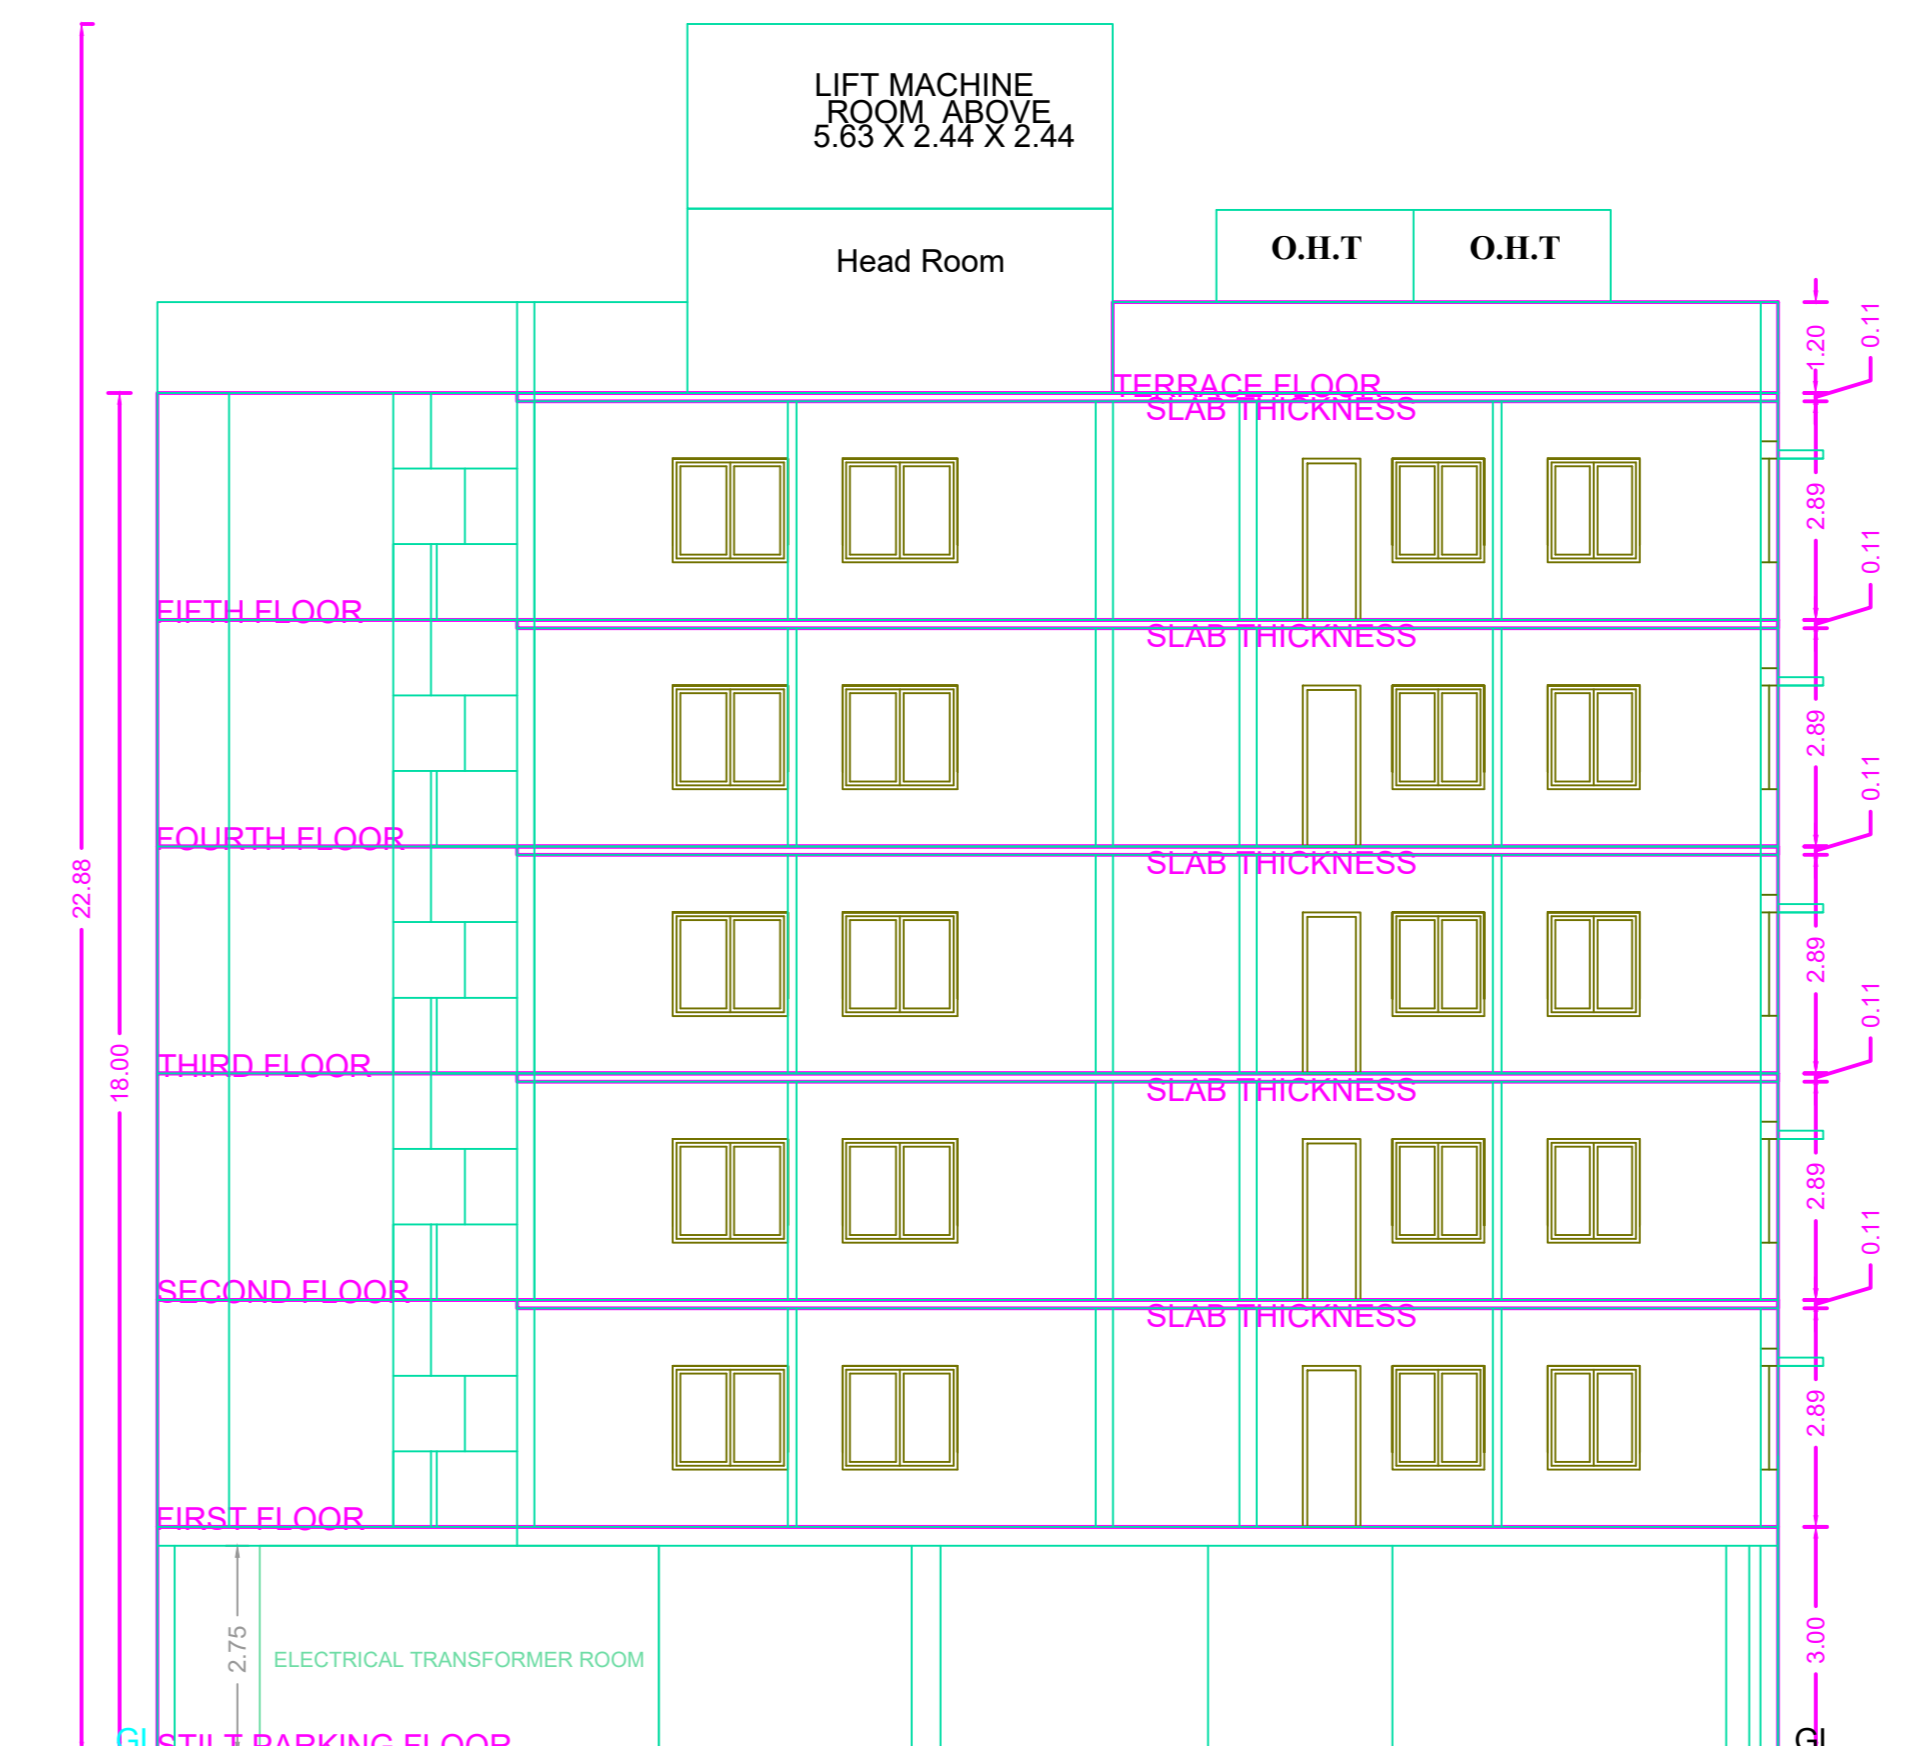 LIFT MACHINE
ROOM ABOVE
5.63 X 2.44 X 2.44
Head Room
O.H.T
O.H.T
1.20
0.11
TERRACE FLOOR
SLAB THICKNESS
2.89
0.11
FIFTH FLOOR
SLAB THICKNESS
2.89
0.11
FOURTH FLOOR
SLAB THICKNESS
22.88
2.89
0.11
THIRD FLOOR
18.00
SLAB THICKNESS
2.89
0.11
SECOND FLOOR
SLAB THICKNESS
2.89
FIRST FLOOR
2.75
ELECTRICAL TRANSFORMER ROOM
3.00
GL
STILT PARKING FLOOR
GL